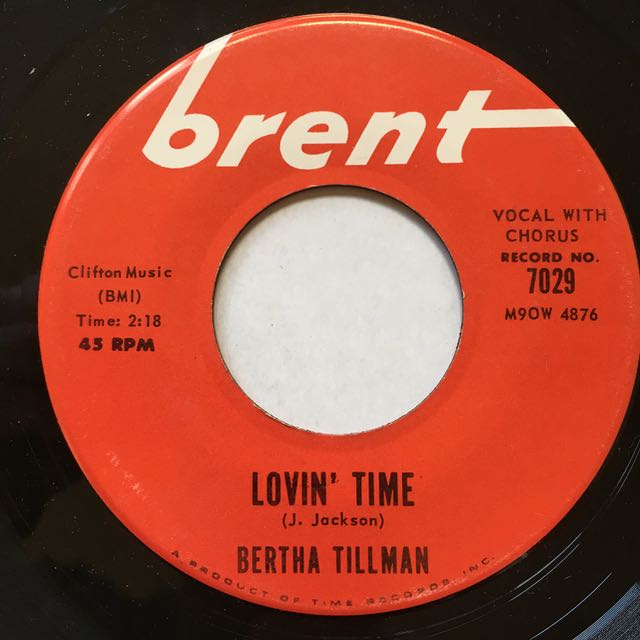 brent
VOCAL WITH
CHORUS
RECORD NO.
7029
M9OW 4876
Clifton Music
(BMI)
Time: 2:18
45 RPM
LOVIN' TIME
(J. Jackson)
BERTHA TILLMAN
A PRODUCT OF TIME RECORDS, INC.